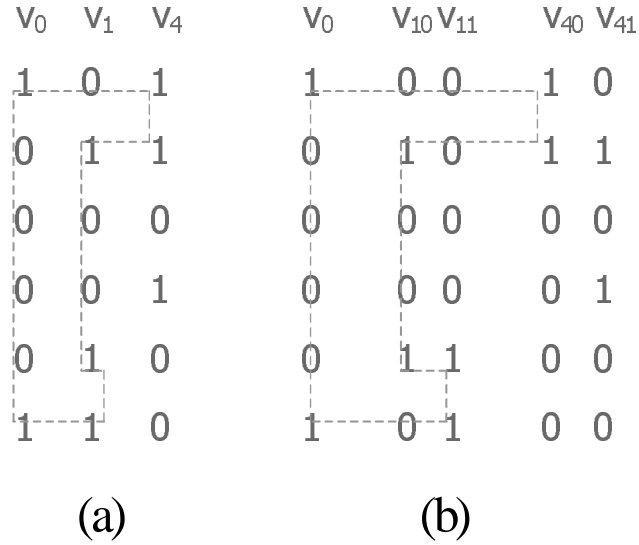 V0 V1 V4 V0 V10 V11 V40 V41
1 0 1 1 0 0 1 0
0 1 1 0 1 0 1 1
0 0 0 0 0 0 0 0
0 0 1 0 0 0 0 1
0 1 0 0 1 1 0 0
1 1 0 1 0 1 0 0
(a) (b)